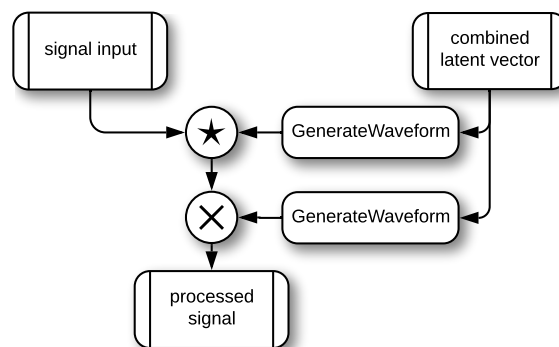 signal input
combined
latent vector
GenerateWaveform
GenerateWaveform
processed
signal